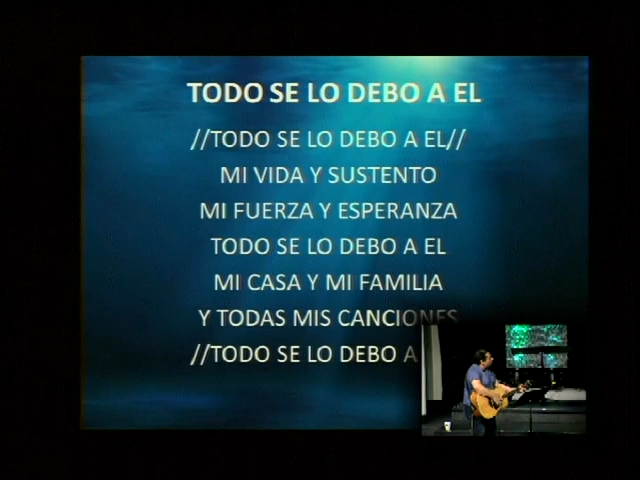 TODO SE LO DEBO A EL
//TODO SE LO DEBO A EL//
MI VIDA Y SUSTENTO
MI FUERZA Y ESPERANZA
TODO SE LO DEBO A EL
MI CASA Y MI FAMILIA
Y TODAS MIS CANCIONES
//TODO SE LO DEBO A